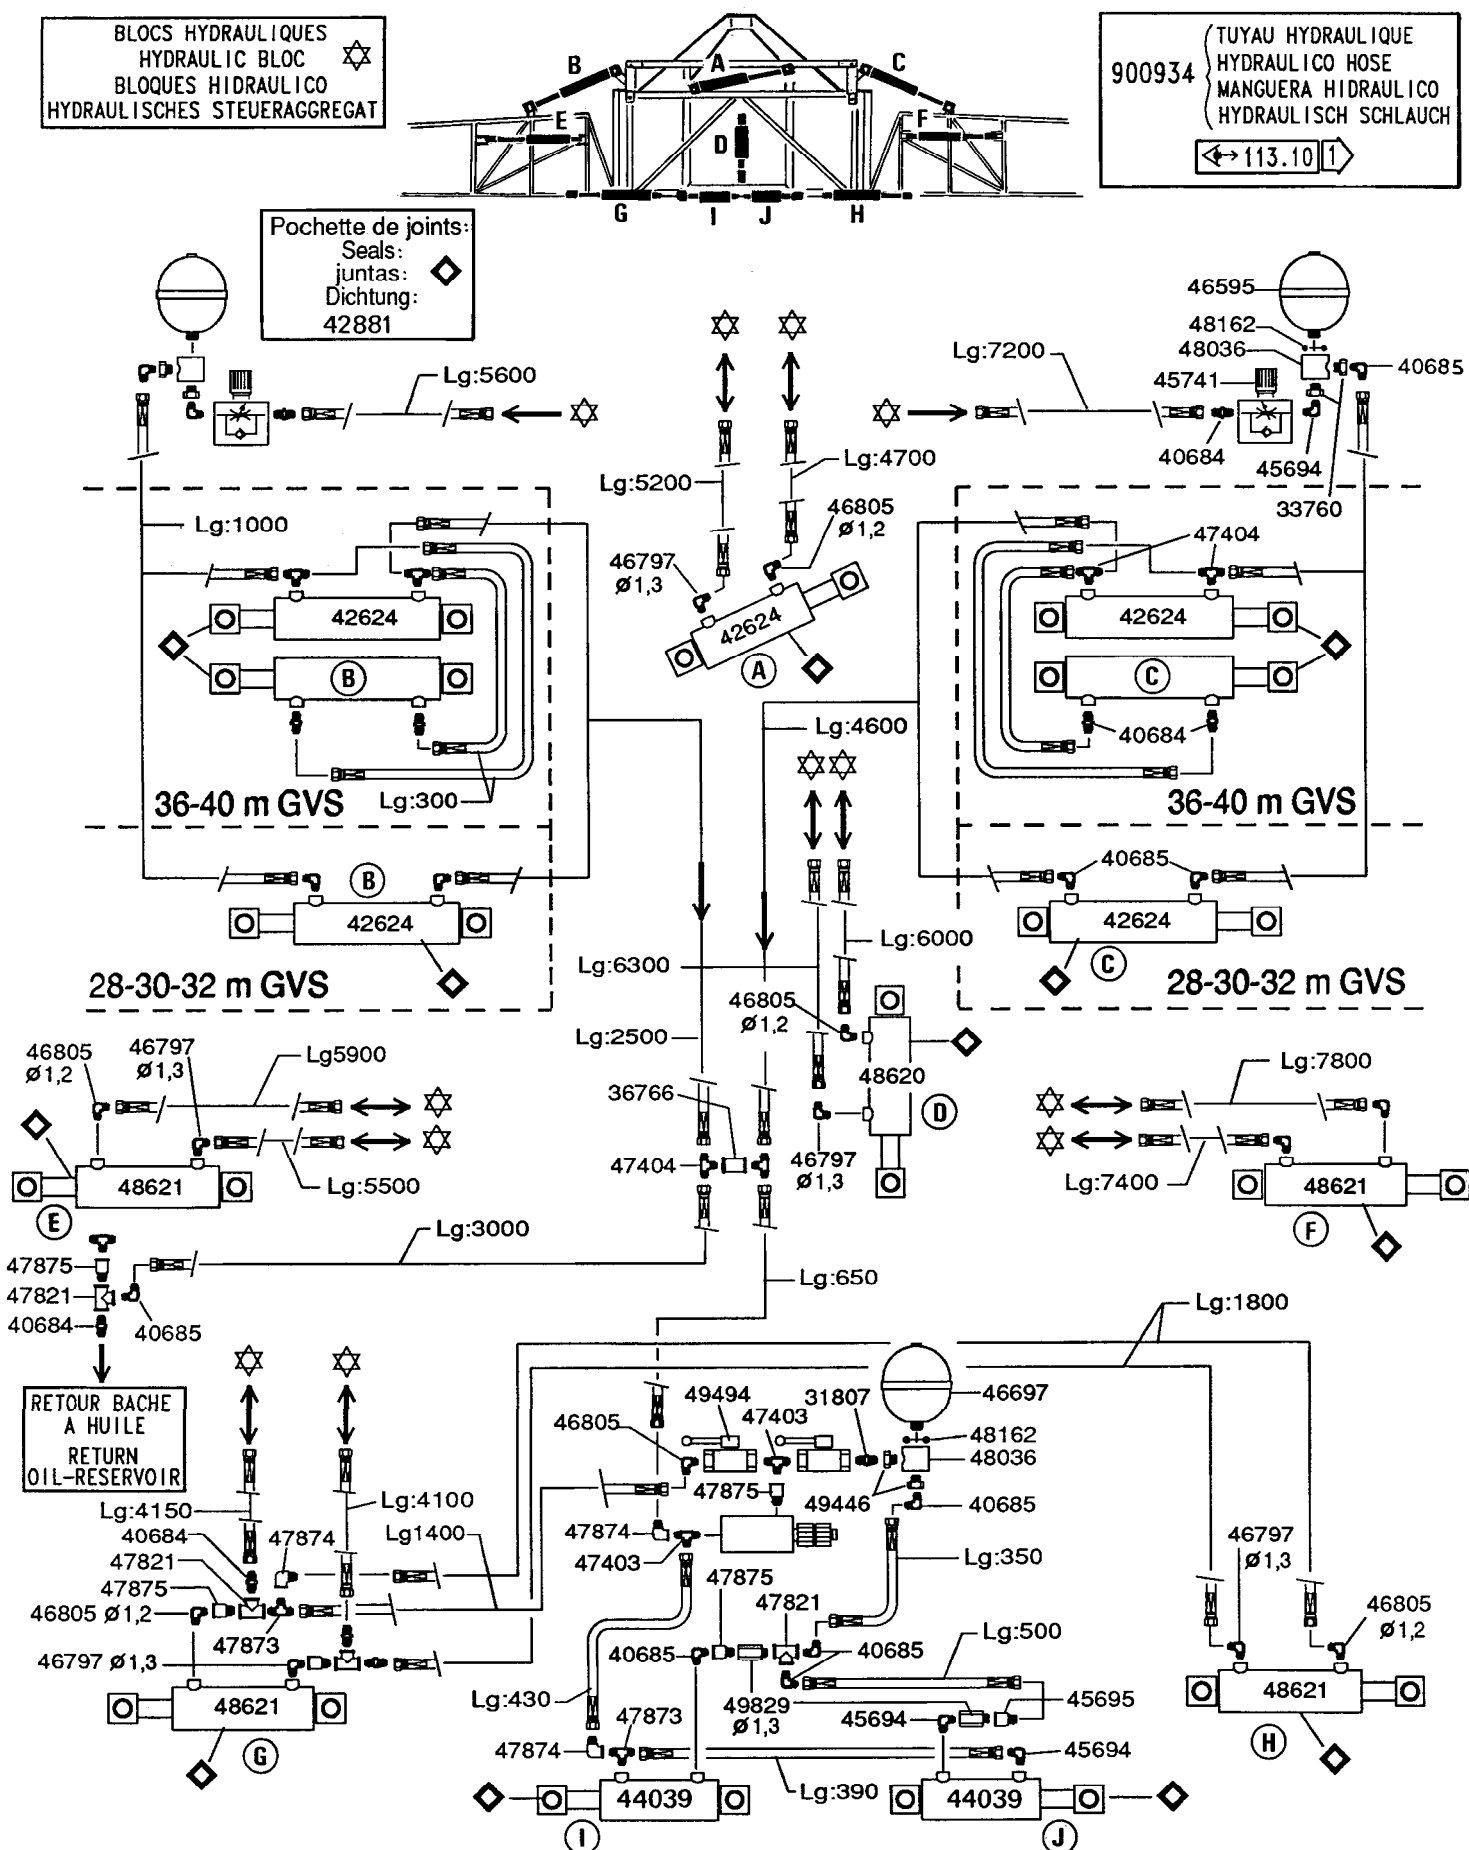 BLOCS HYDRAULIQUES
HYDRAULIC BLOC
BLOQUES HIDRAULICO
HYDRAULISCHES STEUERAGGREGAT
B
A
C
E
D
F
G
I
J
H
900934
TUYAU HYDRAULIQUE
HYDRAULICO HOSE
MANGUERA HIDRAULICO
HYDRAULISCH SCHLAUCH
113.10
1
Pochette de joints:
Seals:
juntas:
Dichtung:
42881
46595
48162
48036
45741
40685
40684
45694
33760
Lg:5600
Lg:7200
Lg:5200
Lg:4700
46805
Ø1,2
46797
Ø1,3
42624
A
Lg:1000
42624
B
Lg:300
36-40 m GVS
B
42624
28-30-32 m GVS
47404
42624
C
40684
36-40 m GVS
40685
42624
C
28-30-32 m GVS
Lg:4600
Lg:6300
Lg:6000
46805
Ø1,2
Lg:2500
36766
48620
D
47404
46797
Ø1,3
46805
Ø1,2
46797
Ø1,3
Lg5900
Lg:5500
48621
E
Lg:7800
Lg:7400
48621
F
Lg:3000
47875
47821
40684
40685
RETOUR BACHE
A HUILE
RETURN
OIL-RESERVOIR
Lg:650
Lg:1800
46697
49494
47403
31807
46805
48162
48036
47875
49446
40685
47874
47403
Lg:350
Lg:4150
Lg:4100
40684
47874
Lg1400
47821
47875
46805 Ø1,2
47873
46797 Ø1,3
48621
G
47875
47821
40685
40685
Lg:500
Lg:430
49829
Ø1,3
45694
45695
47873
47874
45694
Lg:390
44039
I
44039
J
46797
Ø1,3
46805
Ø1,2
48621
H